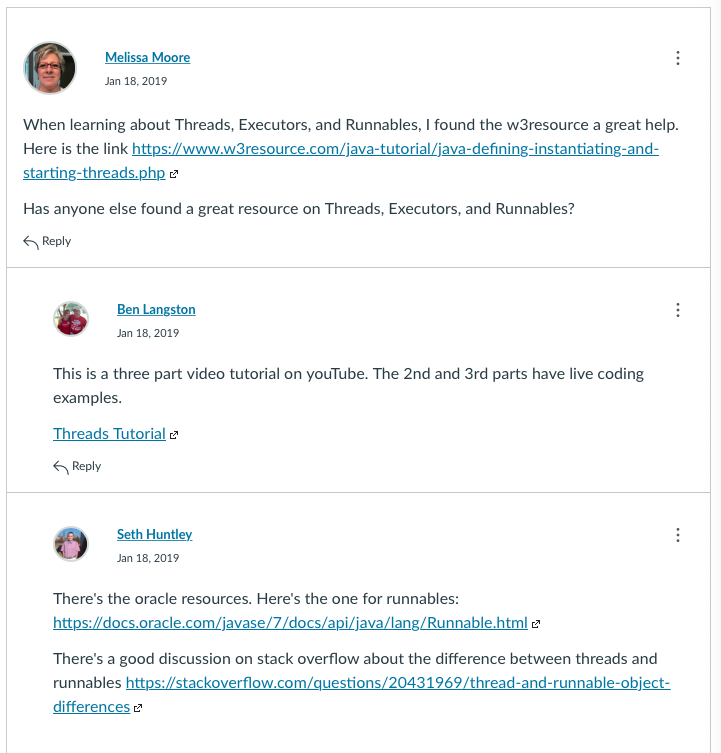 Melissa Moore
Jan 18, 2019
When learning about Threads, Executors, and Runnables, I found the w3resource a great help.
Here is the link https://www.w3resource.com/java-tutorial/java-defining-instantiating-and-
starting-threads.php
Has anyone else found a great resource on Threads, Executors, and Runnables?
Reply
Ben Langston
Jan 18, 2019
This is a three part video tutorial on youTube. The 2nd and 3rd parts have live coding
examples.
Threads Tutorial
Reply
Seth Huntley
Jan 18, 2019
There's the oracle resources. Here's the one for runnables:
https://docs.oracle.com/javase/7/docs/api/java/lang/Runnable.html
There's a good discussion on stack overflow about the difference between threads and
runnables https://stackoverflow.com/questions/20431969/thread-and-runnable-object-
differences